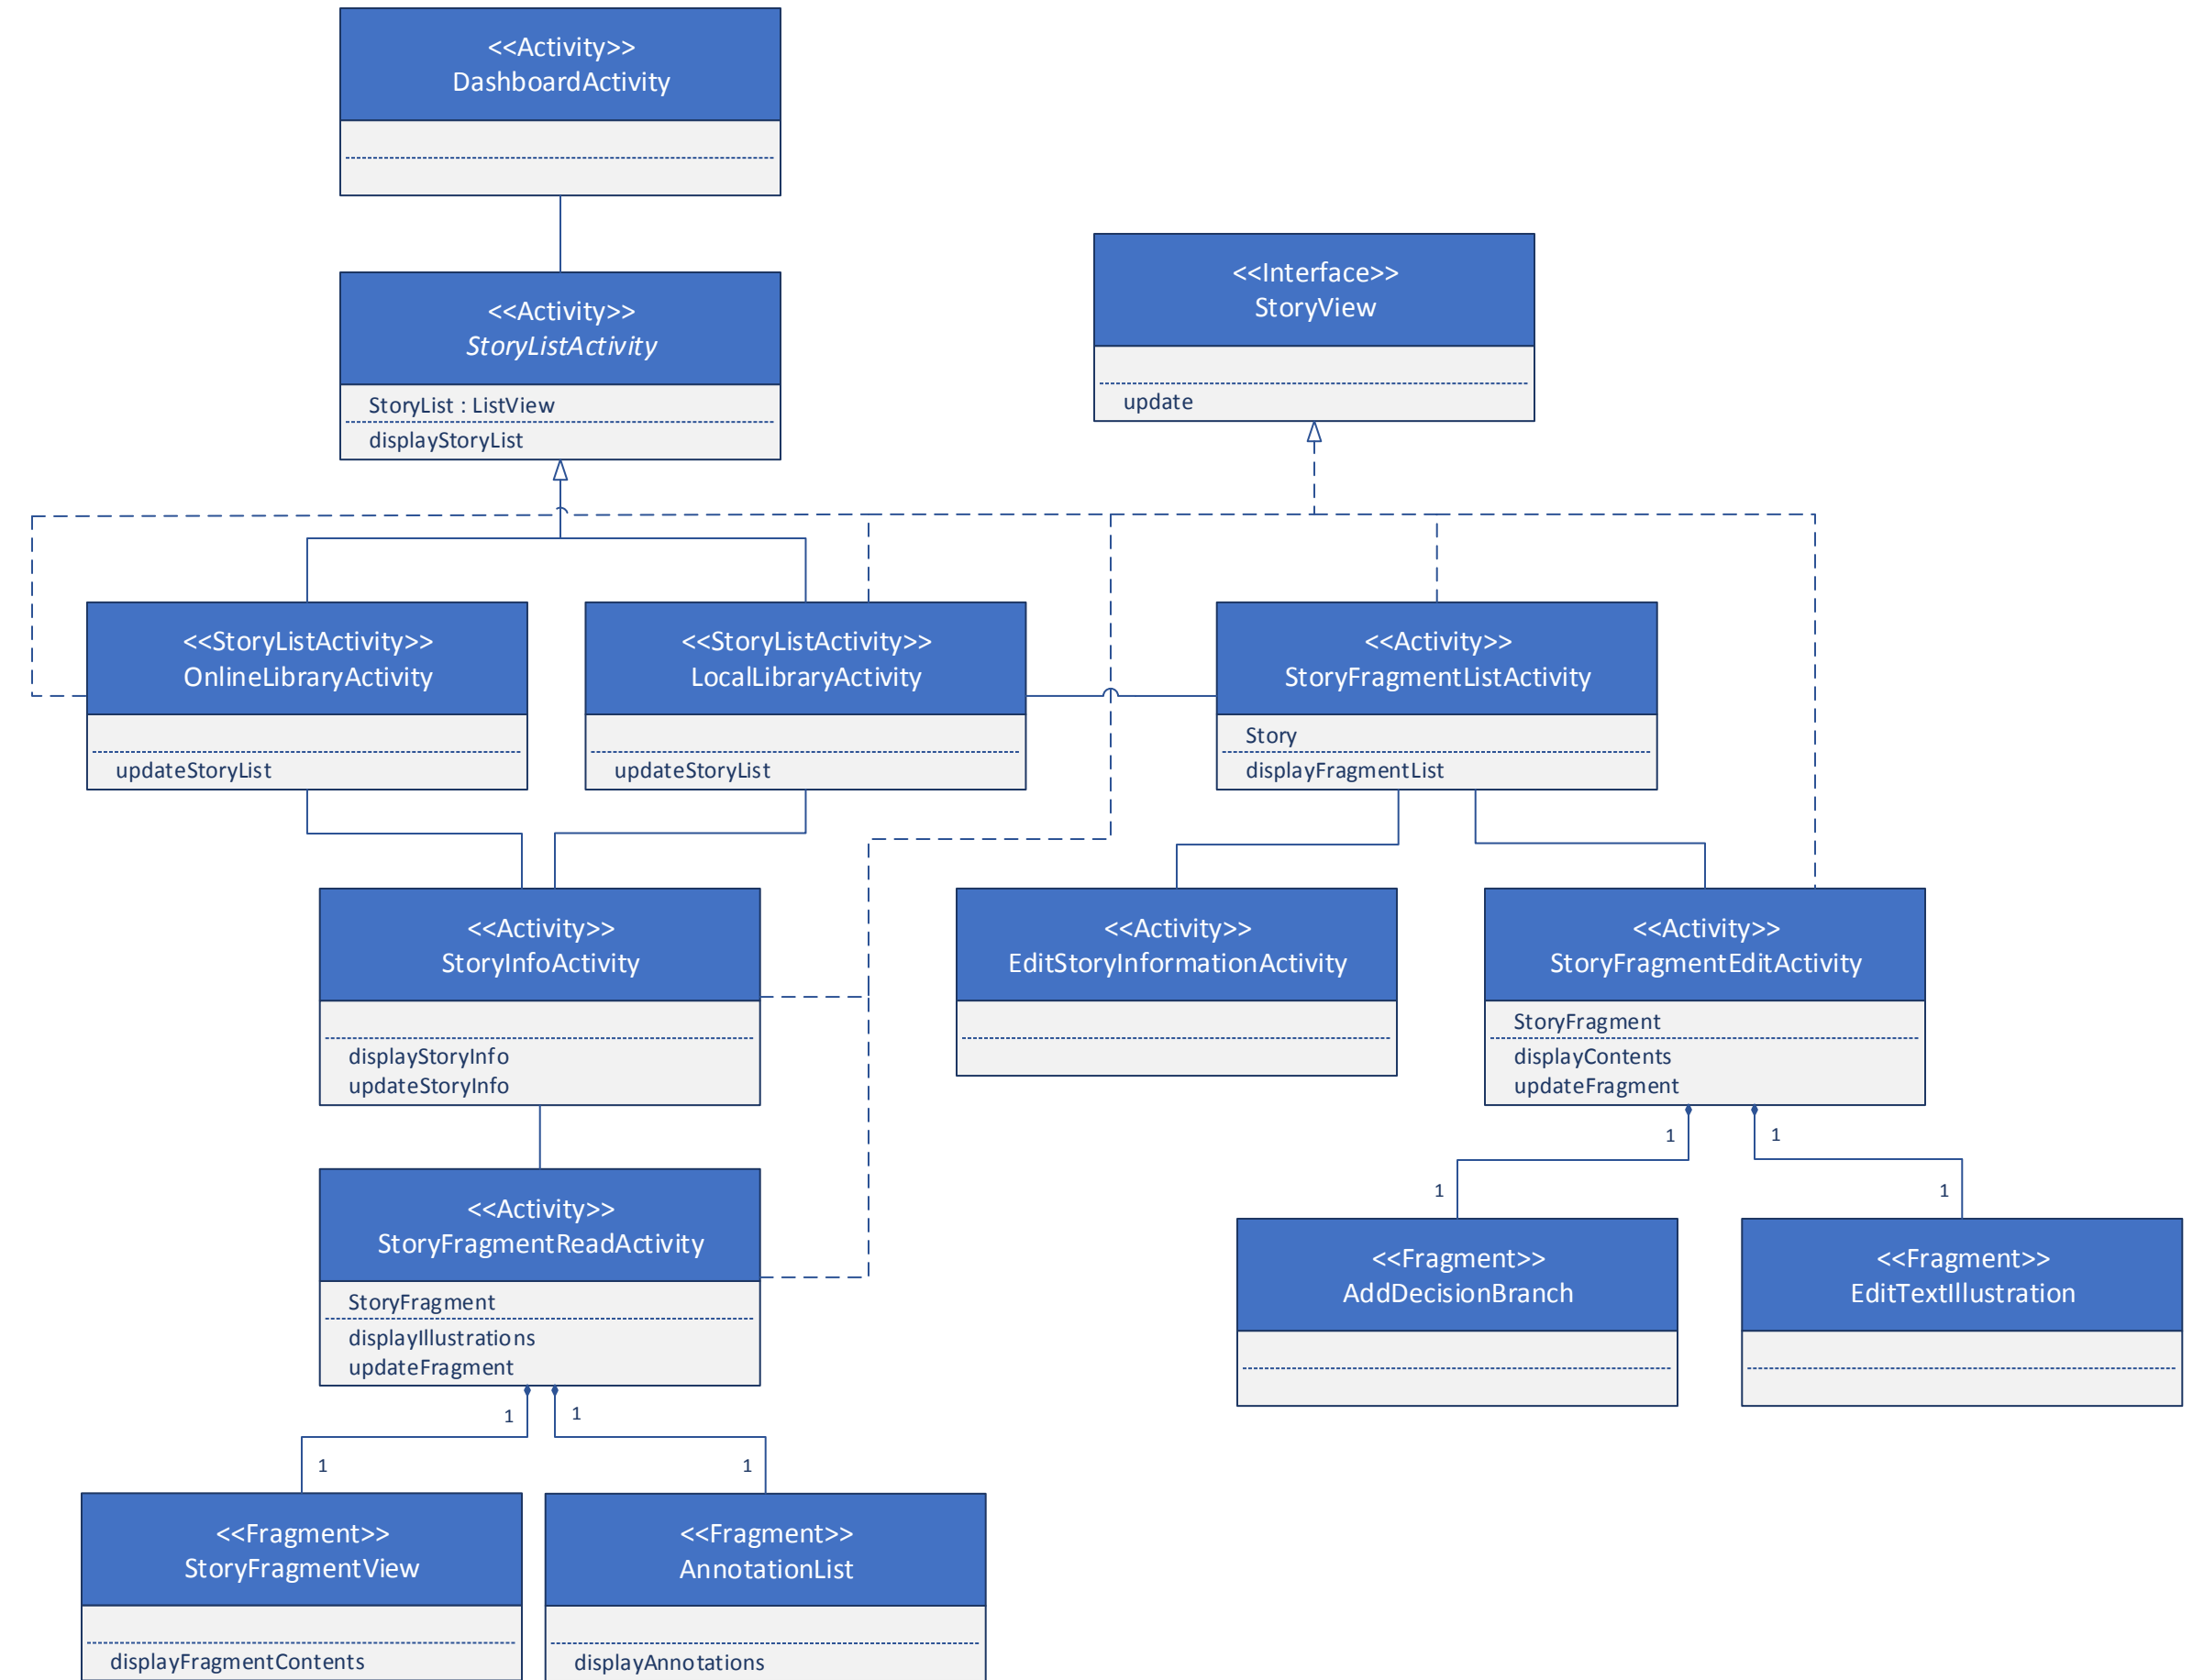 <<Activity>>
DashboardActivity
<<Activity>>
StoryListActivity
StoryList : ListView
displayStoryList
<<Interface>>
StoryView
update
<<StoryListActivity>>
OnlineLibraryActivity
updateStoryList
<<StoryListActivity>>
LocalLibraryActivity
updateStoryList
<<Activity>>
StoryFragmentListActivity
Story
displayFragmentList
<<Activity>>
StoryInfoActivity
displayStoryInfo
updateStoryInfo
<<Activity>>
EditStoryInformationActivity
<<Activity>>
StoryFragmentEditActivity
StoryFragment
displayContents
updateFragment
1
1
1
1
<<Activity>>
StoryFragmentReadActivity
StoryFragment
displayIllustrations
updateFragment
<<Fragment>>
AddDecisionBranch
<<Fragment>>
EditTextIllustration
1
1
1
1
<<Fragment>>
StoryFragmentView
displayFragmentContents
<<Fragment>>
AnnotationList
displayAnnotations